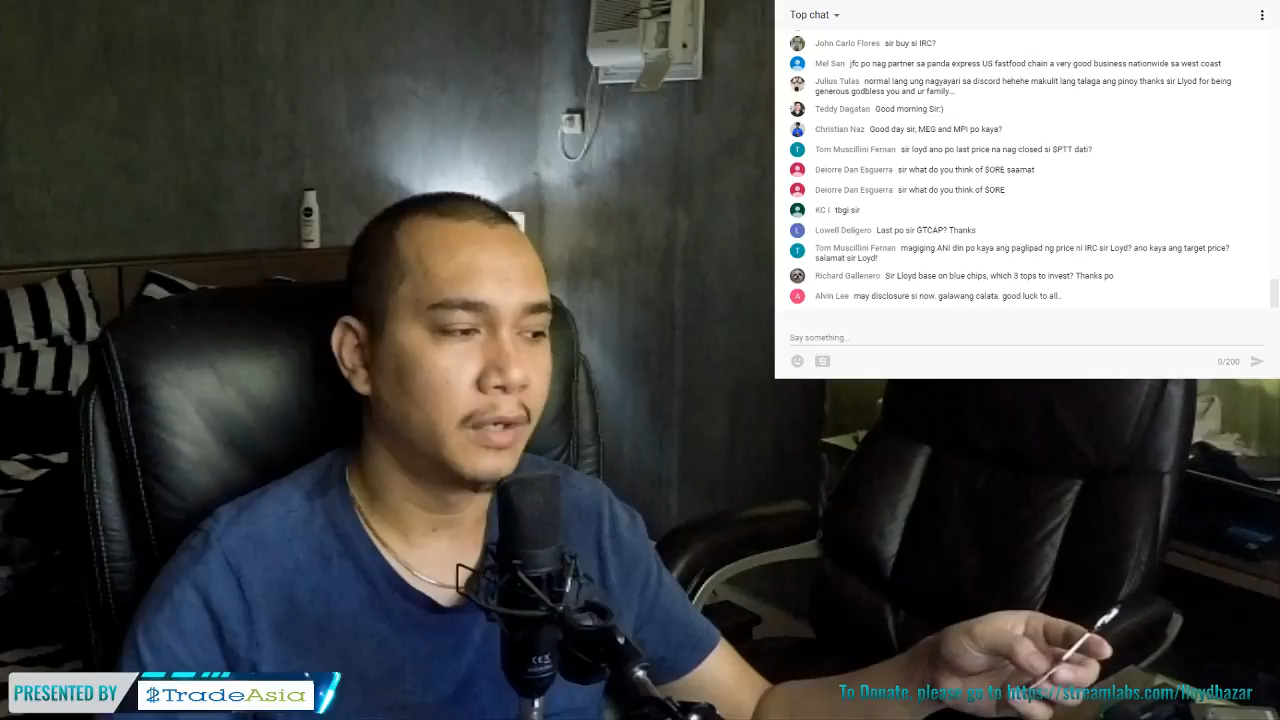 Top chat
John Carlo Flores sir buy si IRC?
Mel San jfc po nag partner sa panda express US fastfood chain a very good business nationwide sa west coast
Julius Tulas normal lang ung nagyayari sa discord hehehe makulit lang talaga ang pinoy thanks sir Llyod for being
generous godbless you and ur family...
Teddy Dagatan Good morning Sir:)
Christian Naz Good day sir, MEG and MPI po kaya?
T Tom Muscillini Fernan sir loyd ano po last price na nag closed si $PTT dati?
Deiorre Dan Esguerra sir what do you think of $ORE saamat
Deiorre Dan Esguerra sir what do you think of $ORE
KC I tbgi sir
L Lowell Deligero Last po sir GTCAP? Thanks
T Tom Muscillini Fernan magiging ANI din po kaya ang paglipad ng price ni IRC sir Loyd? ano kaya ang target price?
salamat sir Loyd!
Richard Gallenero Sir Lloyd base on blue chips, which 3 tops to invest? Thanks po
A Alvin Lee may disclosure si now. galawang calata. good luck to all..
Say something...
0/200
NIVEA
PRESENTED BY
$TradeAsia
To Donate, please go to https://streamlabs.com/lloydbazar